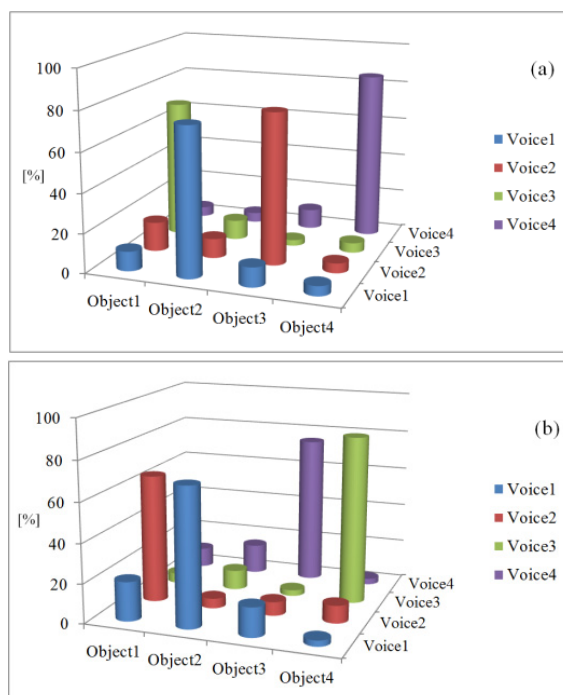 (a)
100
80
60
[%]
40
20
0
Object1
Object2
Object3
Object4
Voice1
Voice2
Voice3
Voice4
Voice1
Voice2
Voice3
Voice4
(b)
100
80
60
[%]
40
20
0
Object1
Object2
Object3
Object4
Voice1
Voice2
Voice3
Voice4
Voice1
Voice2
Voice3
Voice4